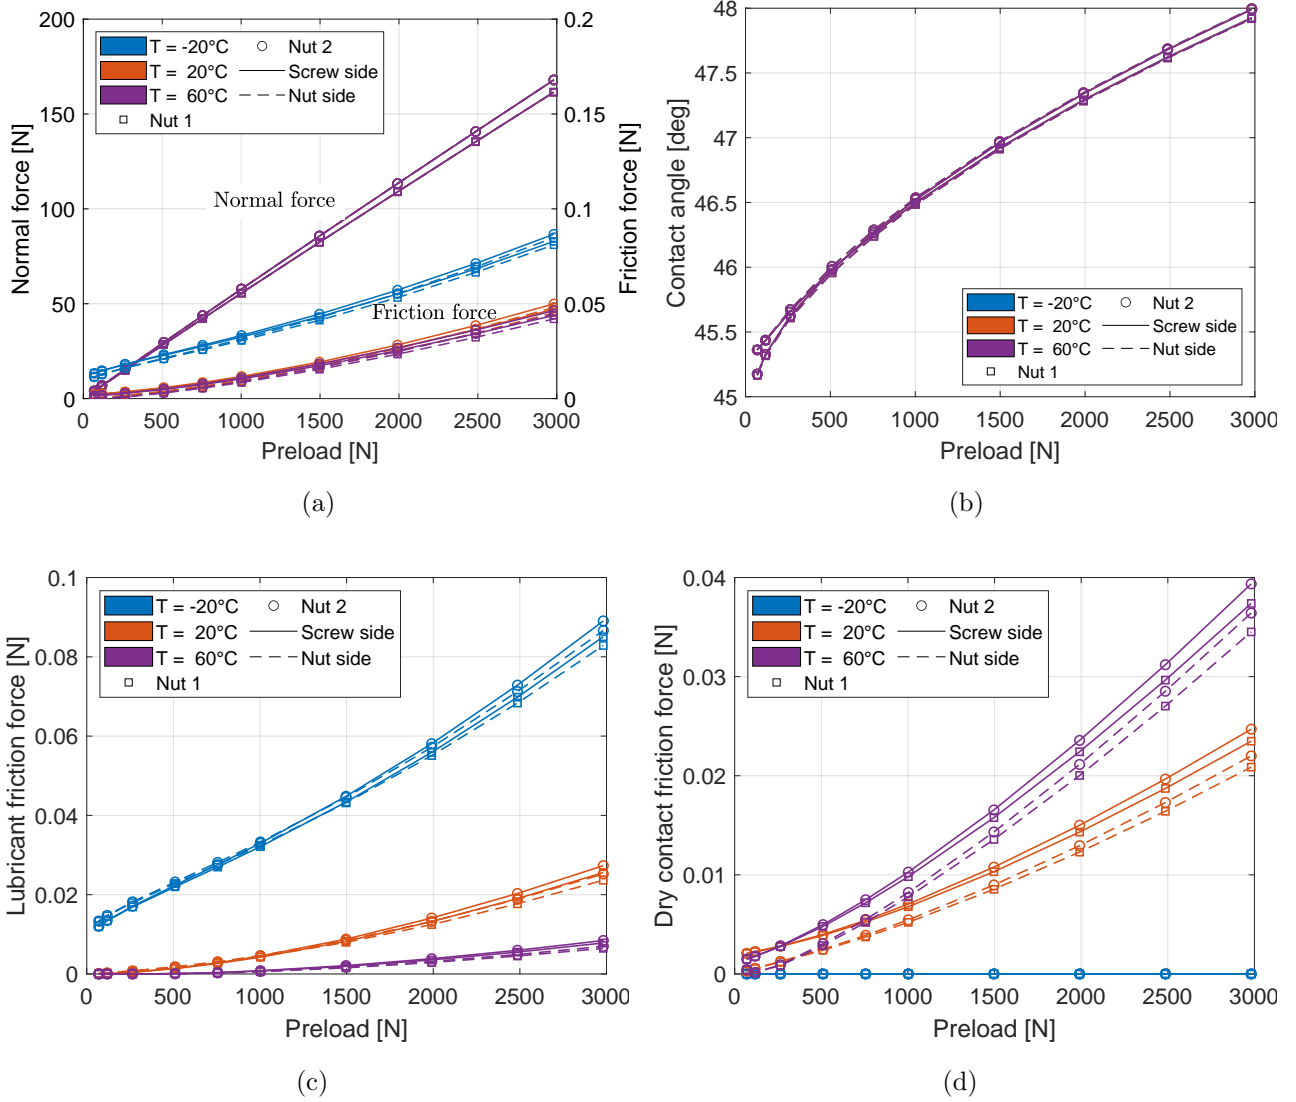 200
150
100
50
0
0.2
0.15
0.1
0.05
0
Normal force [N]
Friction force [N]
T = -20°C
T = 20°C
T = 60°C
Nut 1
Nut 2
Screw side
Nut side
Normal force
Friction force
0 500 1000 1500 2000 2500 3000
Preload [N]
(a)
48
47.5
47
46.5
46
45.5
45
Contact angle [deg]
T = -20°C
T = 20°C
T = 60°C
Nut 1
Nut 2
Screw side
Nut side
0 500 1000 1500 2000 2500 3000
Preload [N]
(b)
0.1
0.08
0.06
0.04
0.02
0
Lubricant friction force [N]
T = -20°C
T = 20°C
T = 60°C
Nut 1
Nut 2
Screw side
Nut side
0 500 1000 1500 2000 2500 3000
Preload [N]
(c)
0.04
0.03
0.02
0.01
0
Dry contact friction force [N]
T = -20°C
T = 20°C
T = 60°C
Nut 1
Nut 2
Screw side
Nut side
0 500 1000 1500 2000 2500 3000
Preload [N]
(d)